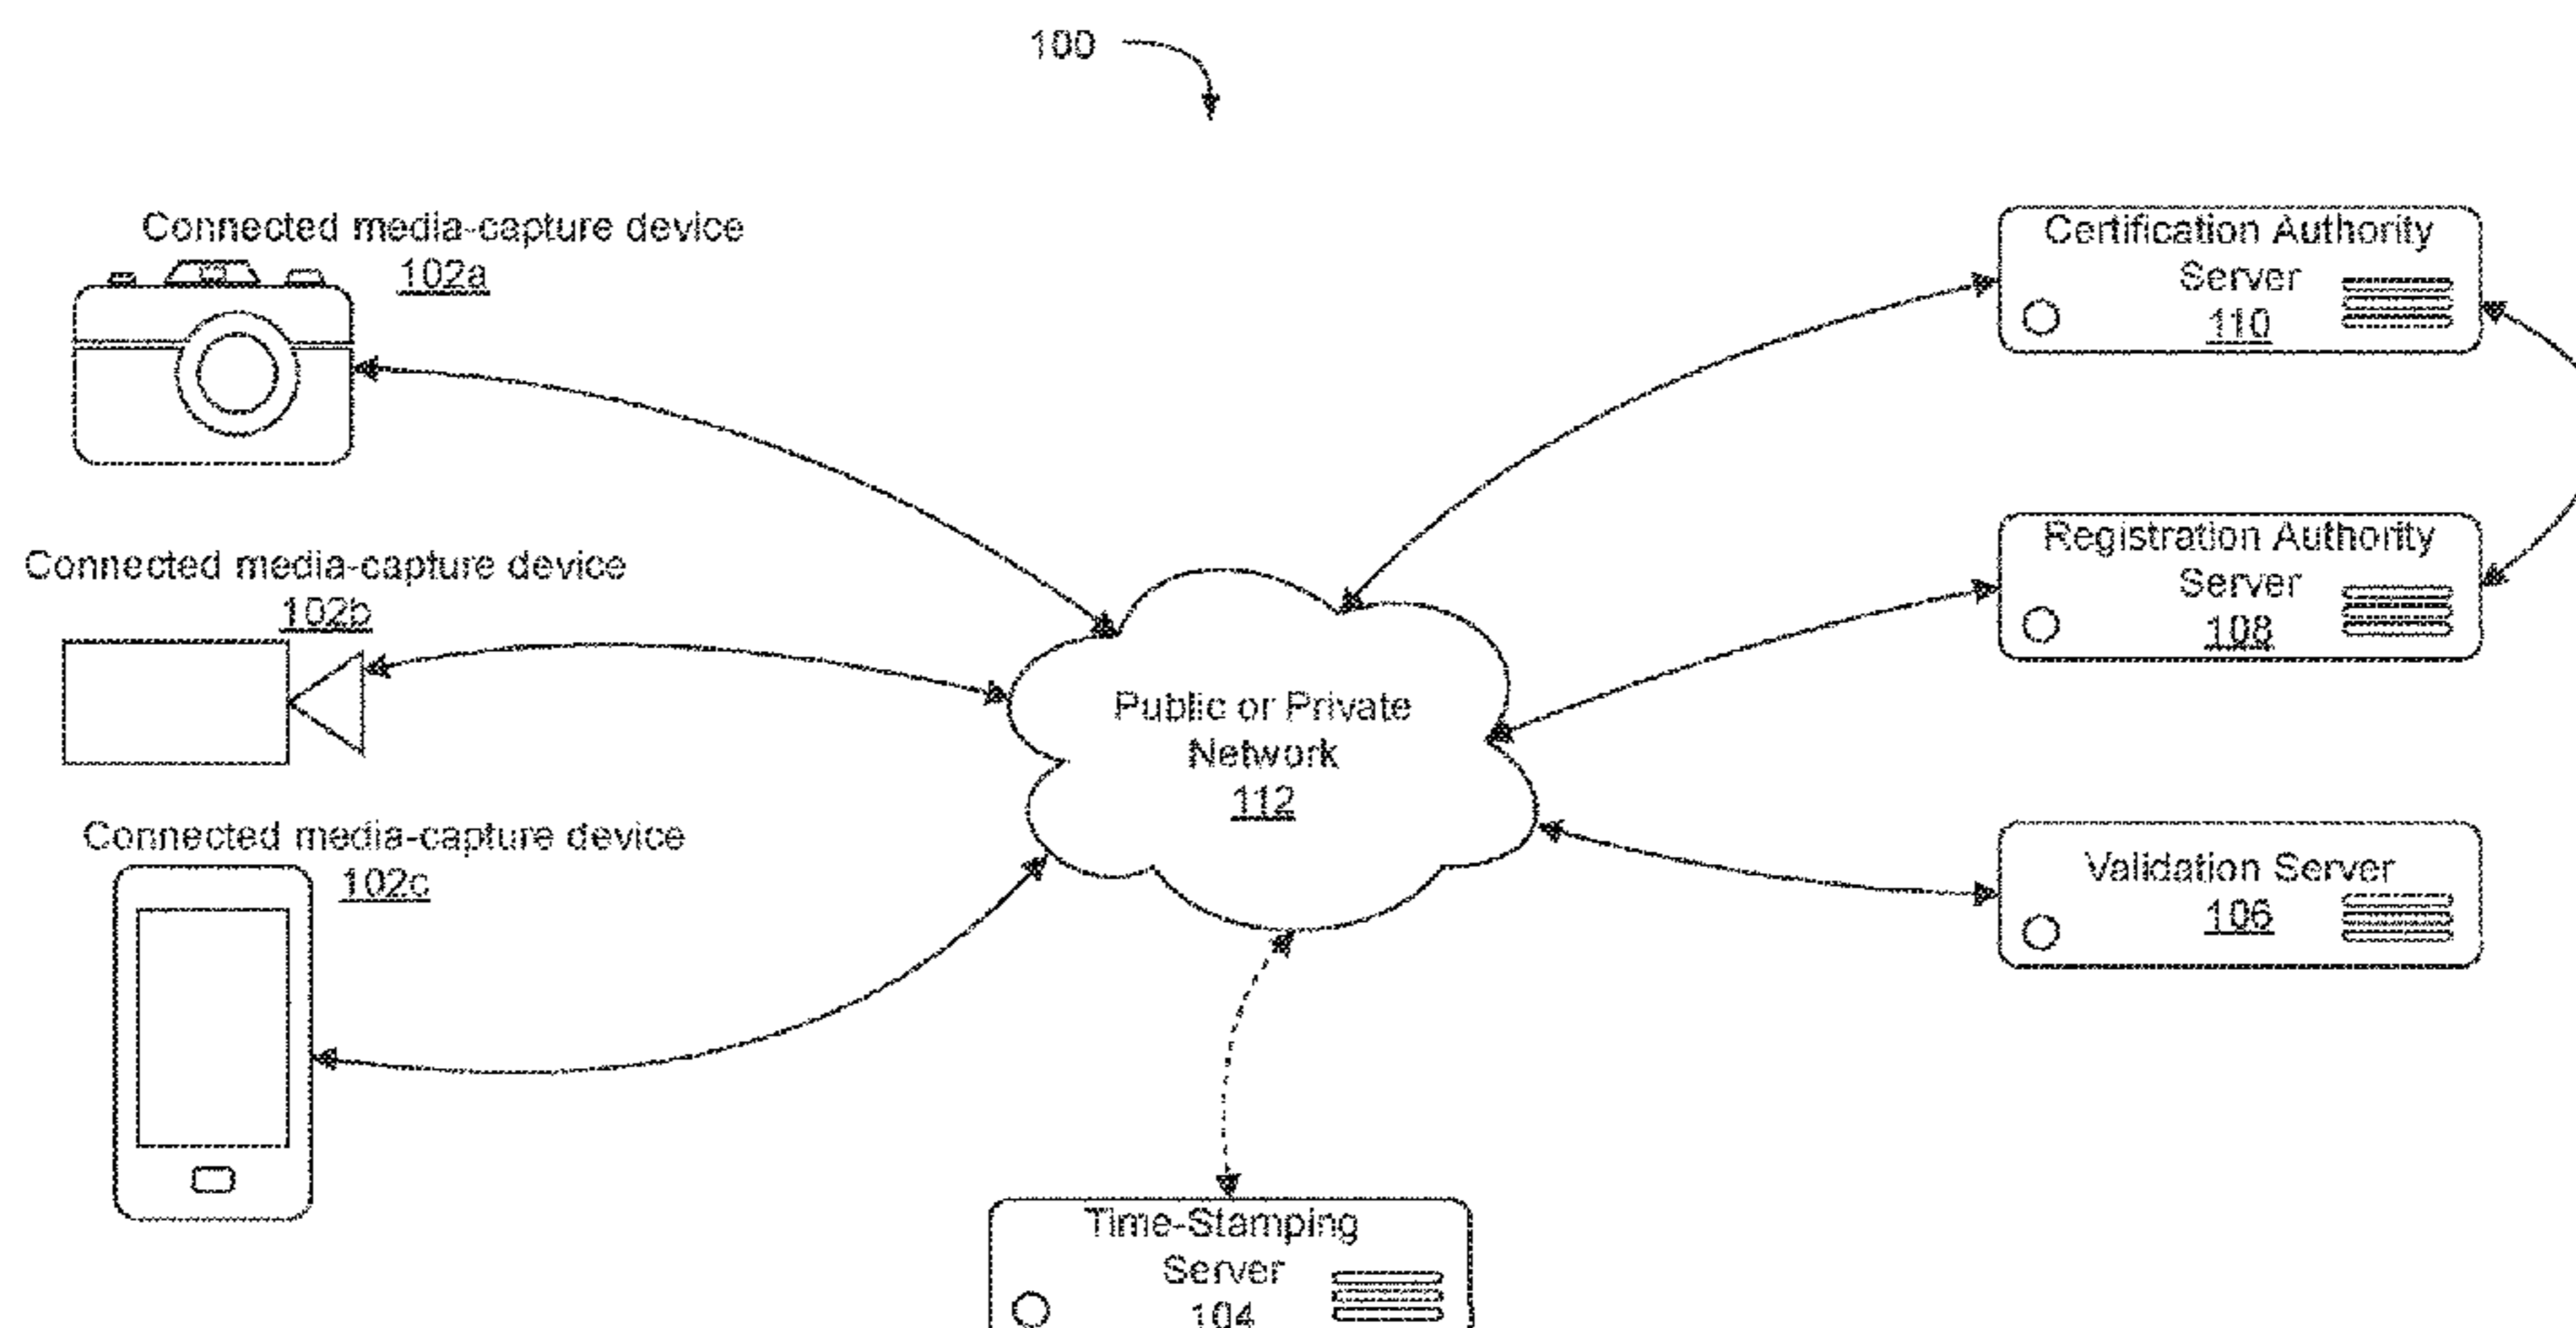 100
Connected media-capture device
102a
Connected media-capture device
102b
Connected media-capture device
102c
Public or Private
Network
112
Certification Authority
Server
110
Registration Authority
Server
108
Validation Server
106
Time-Stamping
Server
104